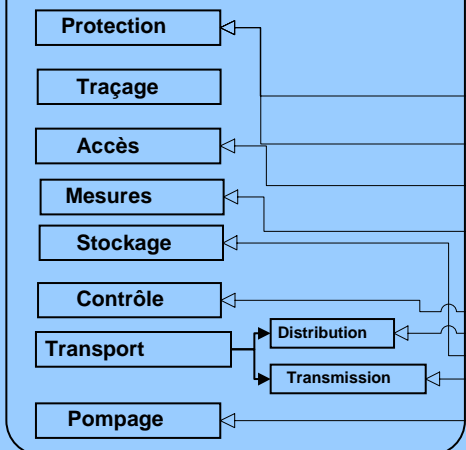 Protection
Traçage
Accès
Mesures
Stockage
Contrôle
Distribution
Transport
Transmission
Pompage